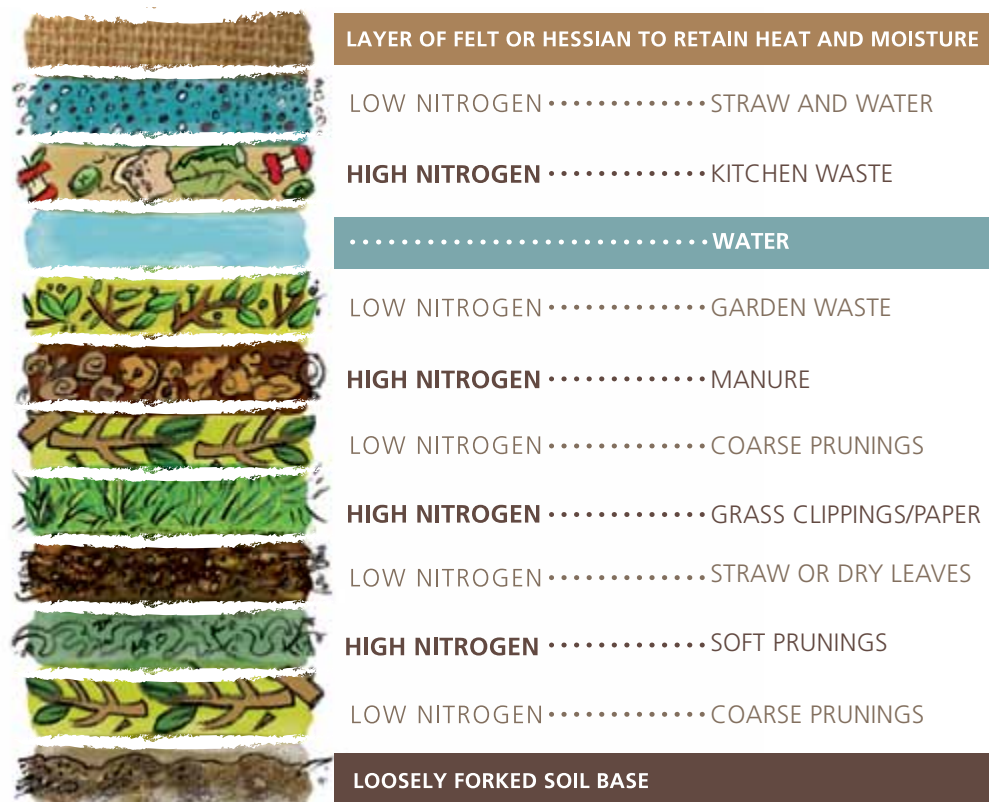 LAYER OF FELT OR HESSIAN TO RETAIN HEAT AND MOISTURE
LOW NITROGEN ············· STRAW AND WATER
HIGH NITROGEN ············· KITCHEN WASTE
···························· WATER
LOW NITROGEN ············· GARDEN WASTE
HIGH NITROGEN ············· MANURE
LOW NITROGEN ············· COARSE PRUNINGS
HIGH NITROGEN ············· GRASS CLIPPINGS/PAPER
LOW NITROGEN ············· STRAW OR DRY LEAVES
HIGH NITROGEN ············· SOFT PRUNINGS
LOW NITROGEN ············· COARSE PRUNINGS
LOOSELY FORKED SOIL BASE